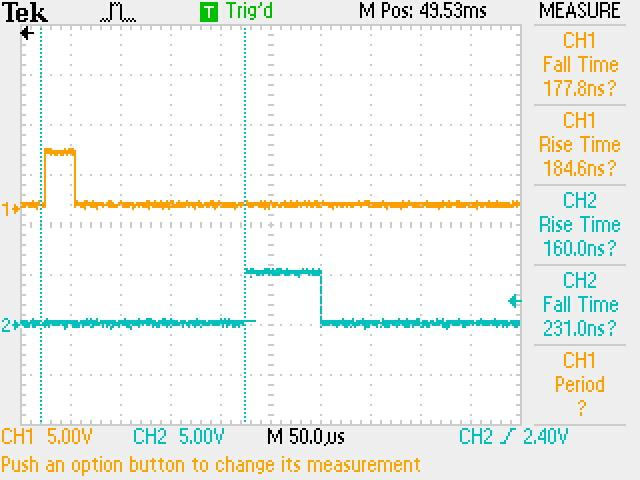 Tek T Trig'd M Pos: 49.53ms MEASURE
CH1
Fall Time
177.8ns?
CH1
Rise Time
184.6ns?
CH2
Rise Time
160.0ns?
CH2
Fall Time
231.0ns?
CH1
Period
?
1
2
CH1 5.00V CH2 5.00V M 50.0µs CH2 2.40V
Push an option button to change its measurement